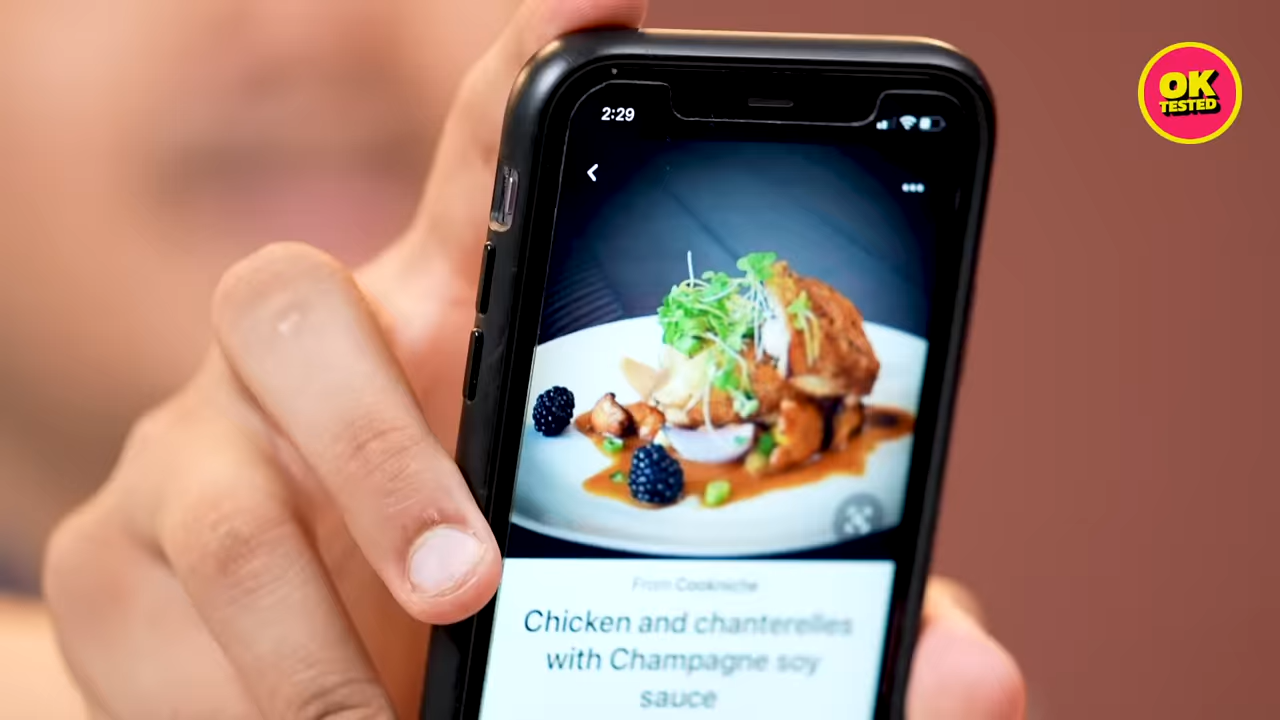 OK
TESTED
2:29
From Cookniche
Chicken and chanterelles
with Champagne soy
sauce